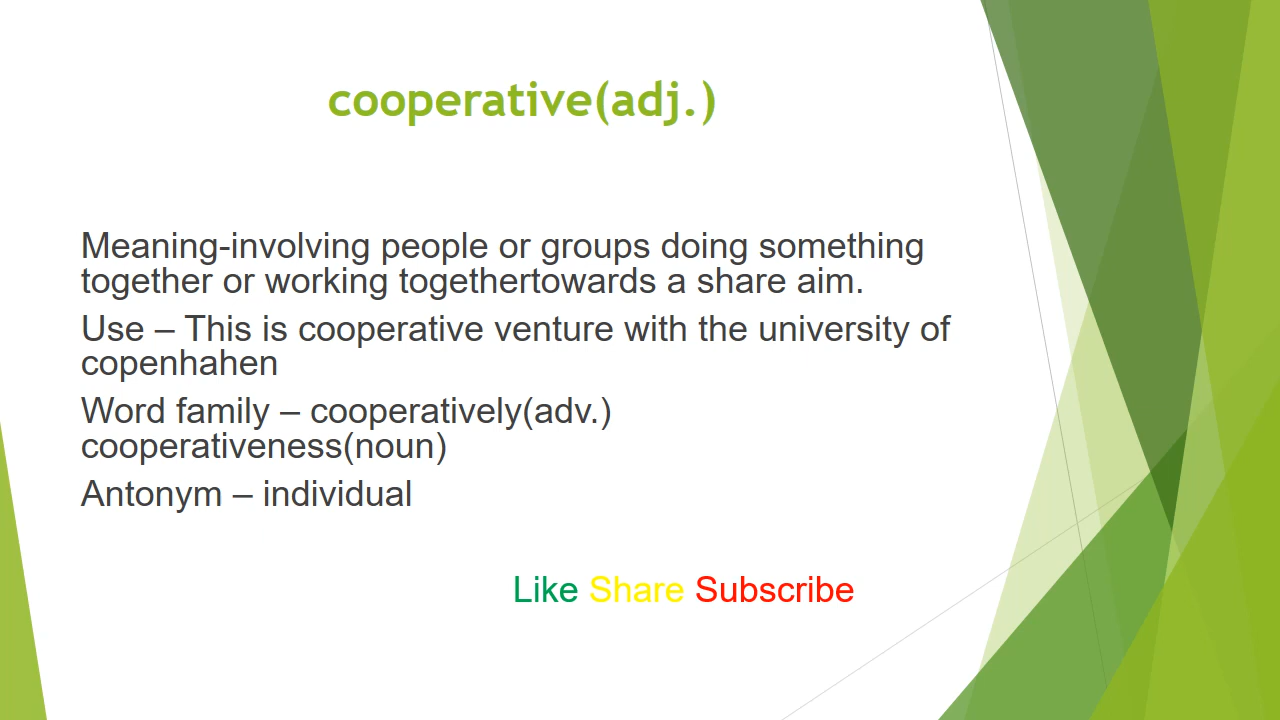 cooperative(adj.)
Meaning-involving people or groups doing something
together or working togethertowards a share aim.
Use – This is cooperative venture with the university of
copenhahen
Word family – cooperatively(adv.)
cooperativeness(noun)
Antonym – individual
Like Share Subscribe